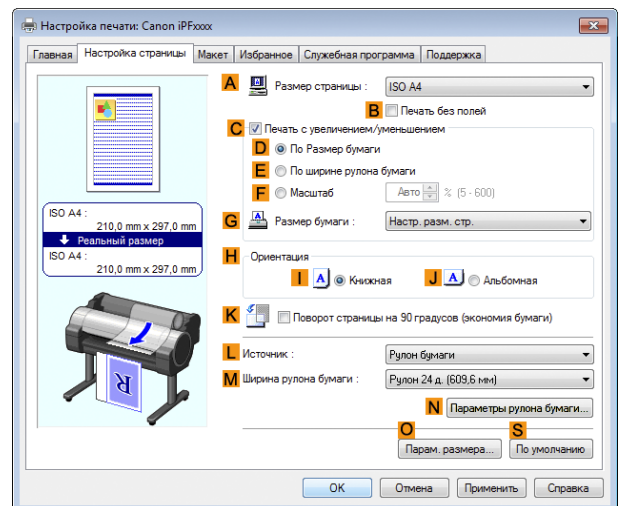 Настройка печати: Canon iPFxxxx
Главная Настройка страницы Макет Избранное Служебная программа Поддержка
A Размер страницы : ISO A4
B Печать без полей
C Печать с увеличением/уменьшением
D По Размер бумаги
E По ширине рулона бумаги
F Масштаб Авто % (5 - 600)
G Размер бумаги : Настр. разм. стр.
ISO A4 :
210,0 mm x 297,0 mm
Реальный размер
ISO A4 :
210,0 mm x 297,0 mm
H Ориентация
I A Книжная J A Альбомная
K Поворот страницы на 90 градусов (экономия бумаги)
L Источник : Рулон бумаги
M Ширина рулона бумаги : Рулон 24 д. (609,6 мм)
N Параметры рулона бумаги...
O S
Парам. размера... По умолчанию
R
OK Отмена Применить Справка